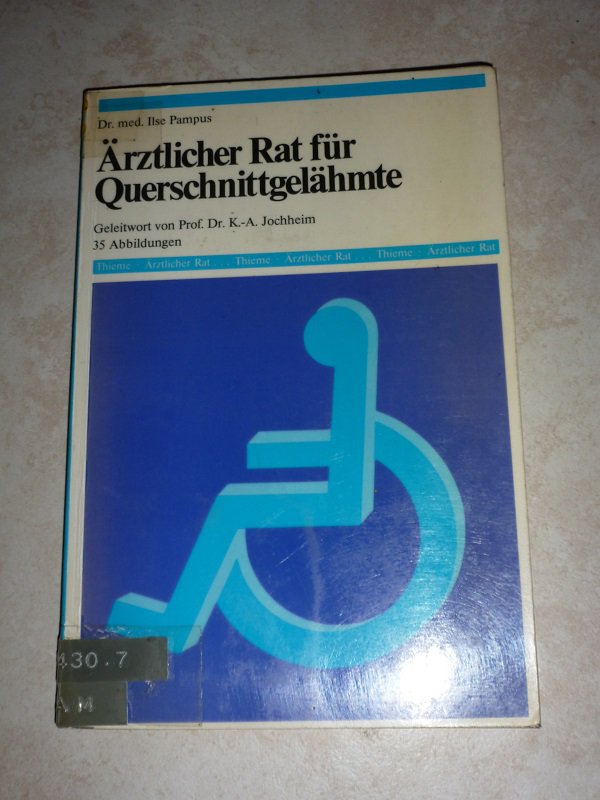 Dr. med. Ilse Pampus
Ärztlicher Rat für
Querschnittgelähmte
Geleitwort von Prof. Dr. K.-A. Jochheim
35 Abbildungen
Thieme · Ärztlicher Rat . . . Thieme · Ärztlicher Rat . . . Thieme · Ärztlicher Rat
430.7
AM